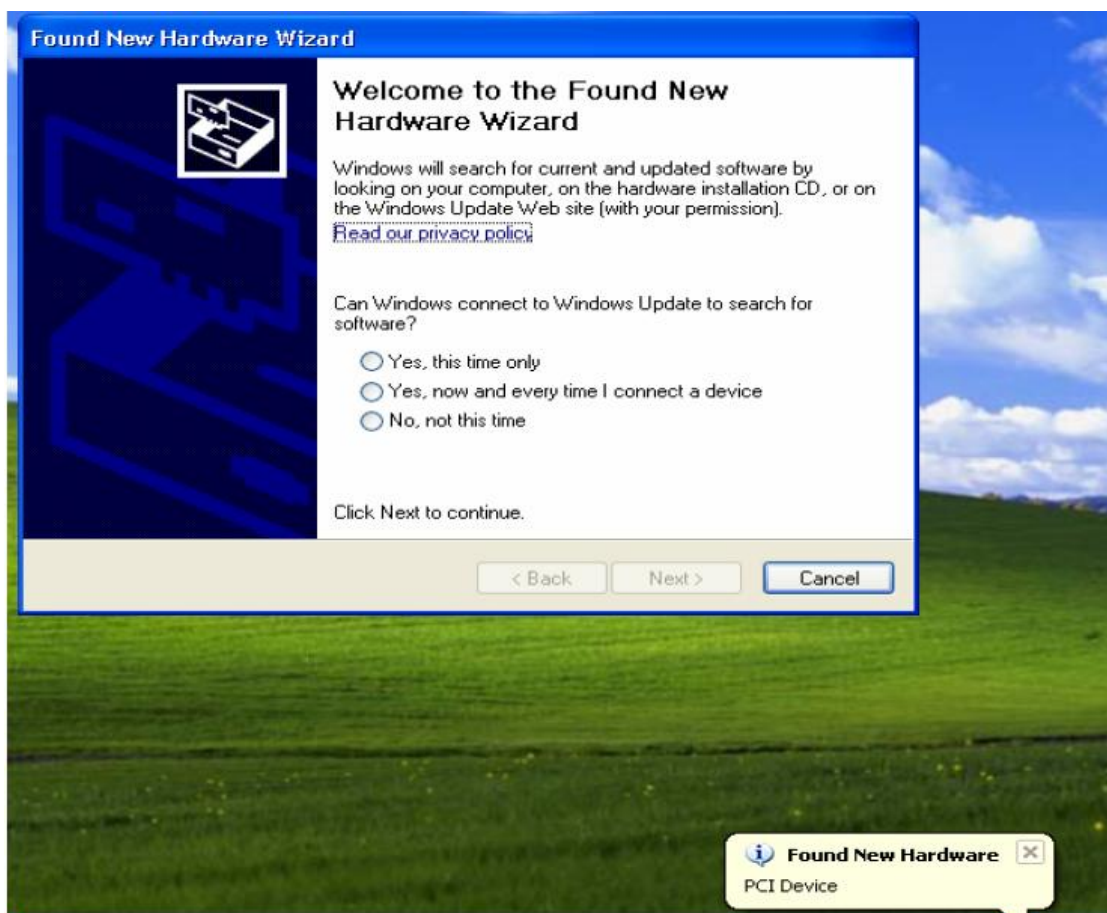 Found New Hardware Wizard
Welcome to the Found New
Hardware Wizard
Windows will search for current and updated software by
looking on your computer, on the hardware installation CD, or on
the Windows Update Web site (with your permission).
Read our privacy policy
Can Windows connect to Windows Update to search for
software?
Yes, this time only
Yes, now and every time I connect a device
No, not this time
Click Next to continue.
< Back Next > Cancel
Found New Hardware
PCI Device